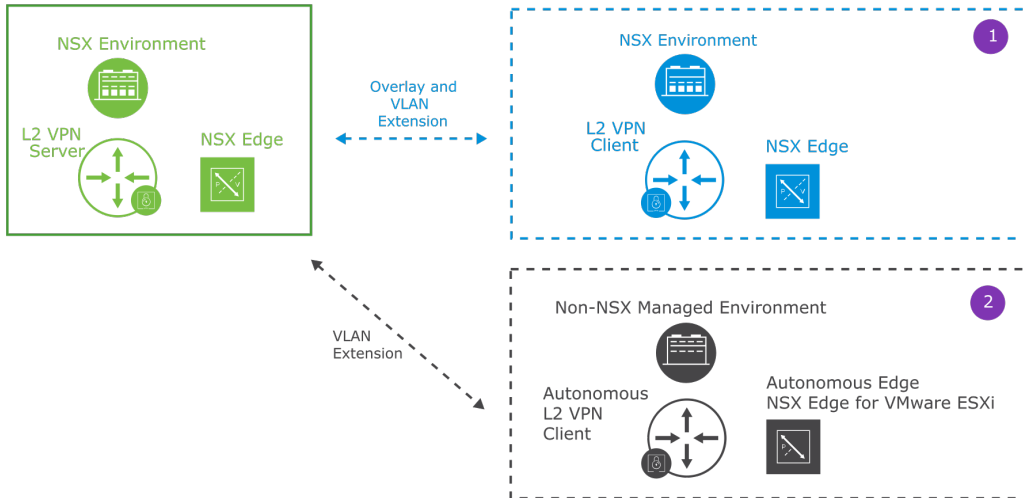 NSX Environment
L2 VPN
Server
NSX Edge
Overlay and
VLAN
Extension
1
NSX Environment
L2 VPN
Client
NSX Edge
P
V
P
V
VLAN
Extension
2
Non-NSX Managed Environment
Autonomous
L2 VPN
Client
Autonomous Edge
NSX Edge for VMware ESXi
P
V